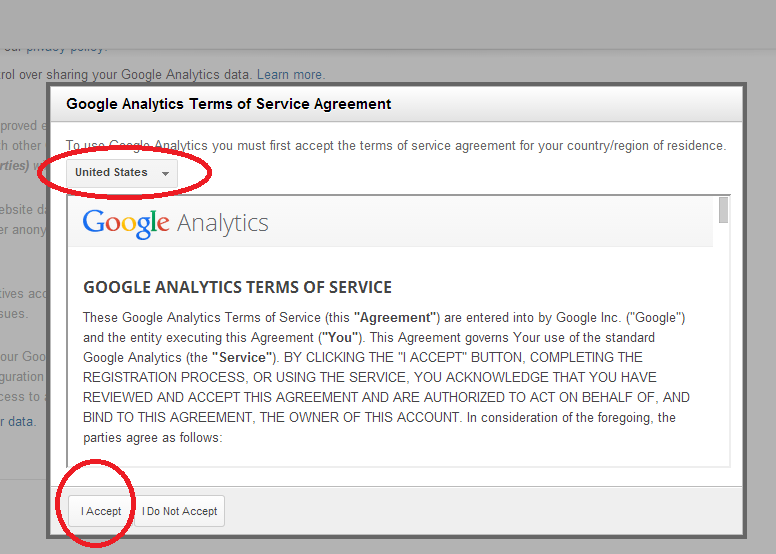 our privacy policy.
rol over sharing your Google Analytics data. Learn more.
Google Analytics Terms of Service Agreement
proved e
To use Google Analytics you must first accept the terms of service agreement for your country/region of residence.
th other
rties) w
United States
ebsite da
er anony
Google Analytics
GOOGLE ANALYTICS TERMS OF SERVICE
tives acc
sues.
These Google Analytics Terms of Service (this "Agreement") are entered into by Google Inc. ("Google")
and the entity executing this Agreement ("You"). This Agreement governs Your use of the standard
our Goo
Google Analytics (the "Service"). BY CLICKING THE "I ACCEPT" BUTTON, COMPLETING THE
guration
REGISTRATION PROCESS, OR USING THE SERVICE, YOU ACKNOWLEDGE THAT YOU HAVE
cess to a
REVIEWED AND ACCEPT THIS AGREEMENT AND ARE AUTHORIZED TO ACT ON BEHALF OF, AND
r data.
BIND TO THIS AGREEMENT, THE OWNER OF THIS ACCOUNT. In consideration of the foregoing, the
parties agree as follows:
I Accept
I Do Not Accept